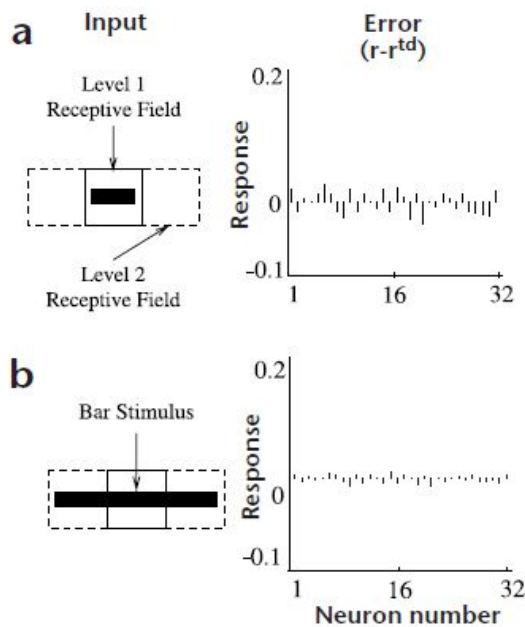 a
Input
Error
(r-r^td)
Level 1
Receptive Field
Level 2
Receptive Field
Response
0.2
0
-0.1
1
16
32
b
Bar Stimulus
Response
0.2
0
-0.1
1
16
32
Neuron number